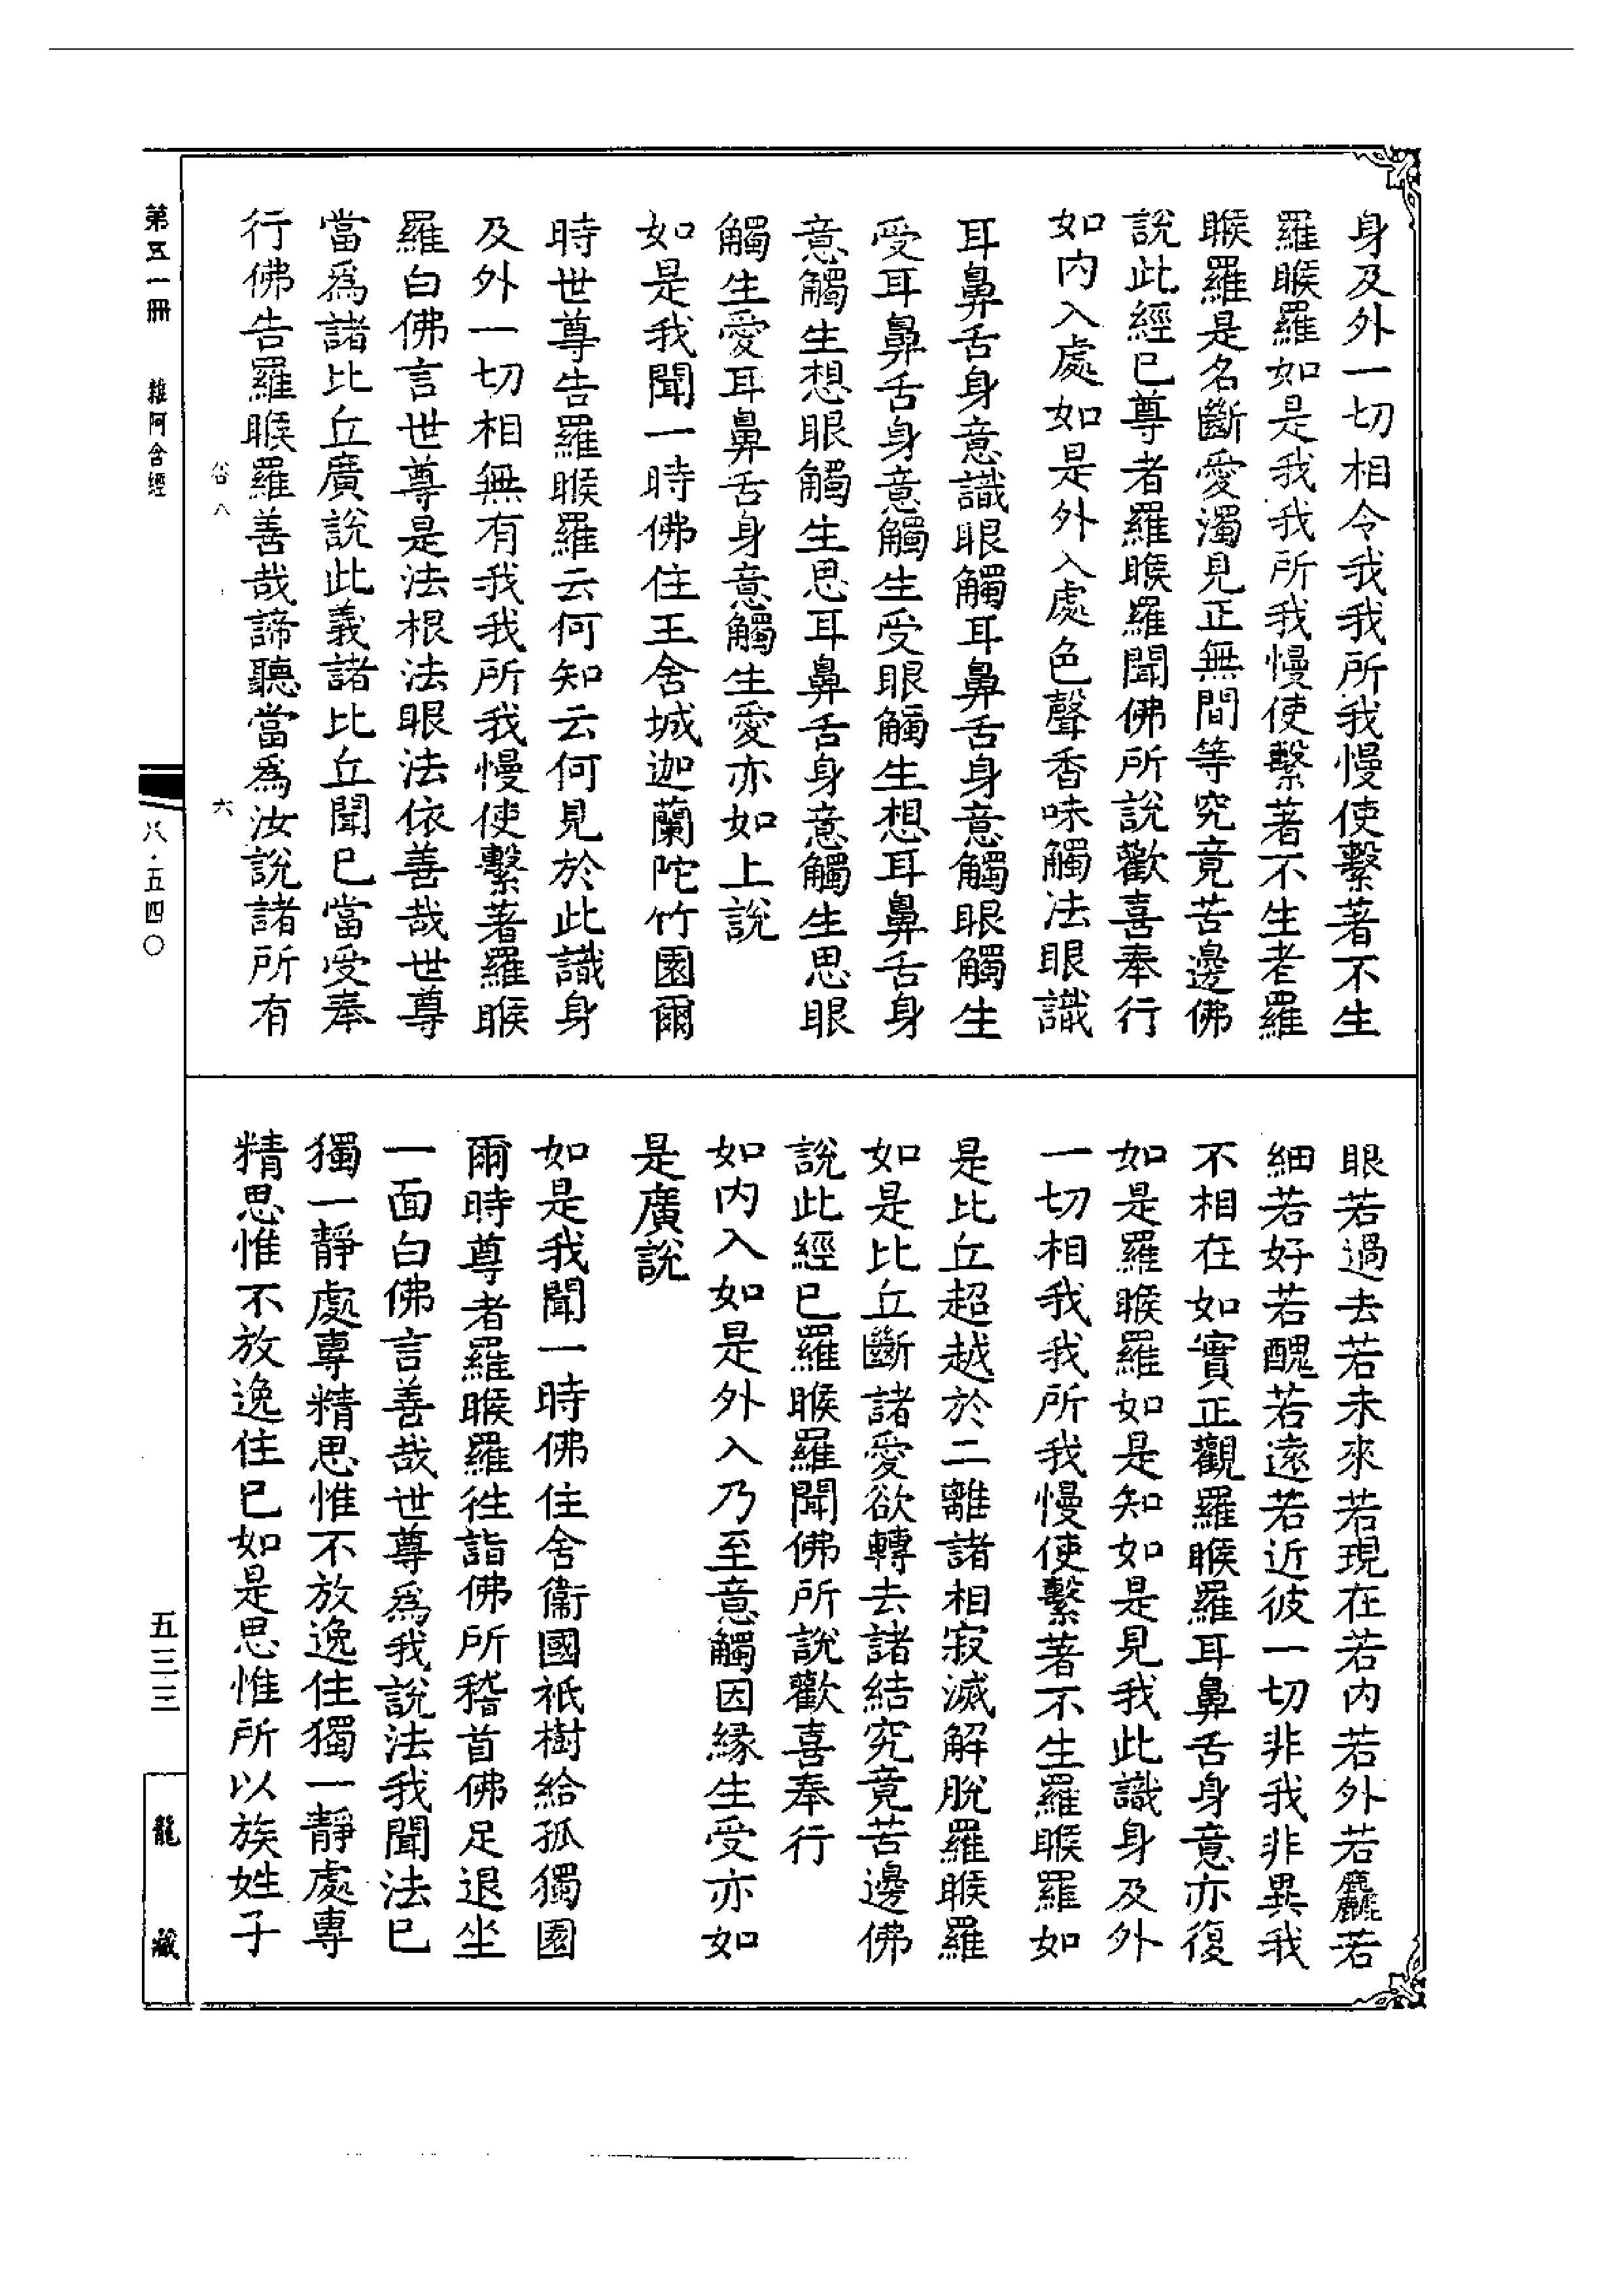 身及外一切相令我我所我慢使繫著不生
羅睺羅如是我我所我慢使繫著不生者羅
睺羅是名斷愛濁見正無間等究竟苦邊佛
說此經已尊者羅睺羅聞佛所說歡喜奉行
如内入處如是外入處色聲香味觸法眼識
耳鼻舌身意識眼觸耳鼻舌身意觸眼觸生
受耳鼻舌身意觸生受眼觸生想耳鼻舌身
意觸生想眼觸生思耳鼻舌身意觸生思眼
觸生愛耳鼻舌身意觸生愛亦如上說
如是我聞一時佛住王舍城迦蘭陀竹園爾
時世尊告羅睺羅云何知云何見於此識身
及外一切相無有我我所我慢使繫著羅睺
羅白佛言世尊是法根法眼法依善哉世尊
當爲諸比丘廣說此義諸比丘聞已當受奉
行佛告羅睺羅善哉諦聽當爲汝說諸所有
眼若過去若未來若現在若内若外若麤若
細若好若醜若遠若近彼一切非我非異我
不相在如實正觀羅睺羅耳鼻舌身意亦復
如是羅睺羅如是知如是見我此識身及外
一切相我我所我慢使繫著不生羅睺羅如
是比丘超越於二離諸相寂滅解脫羅睺羅
如是比丘斷諸愛欲轉去諸結究竟苦邊佛
說此經已羅睺羅聞佛所說歡喜奉行
如内入如是外入乃至意觸因緣生受亦如
是廣說
如是我聞一時佛住舍衞國祇樹給孤獨園
爾時尊者羅睺羅往詣佛所稽首佛足退坐
一面白佛言善哉世尊爲我說法我聞法已
獨一靜處專精思惟不放逸住獨一靜處專
精思惟不放逸住已如是思惟所以族姓子
八
六
第五一冊
雜阿含經
八·五四〇
五三三
龍藏